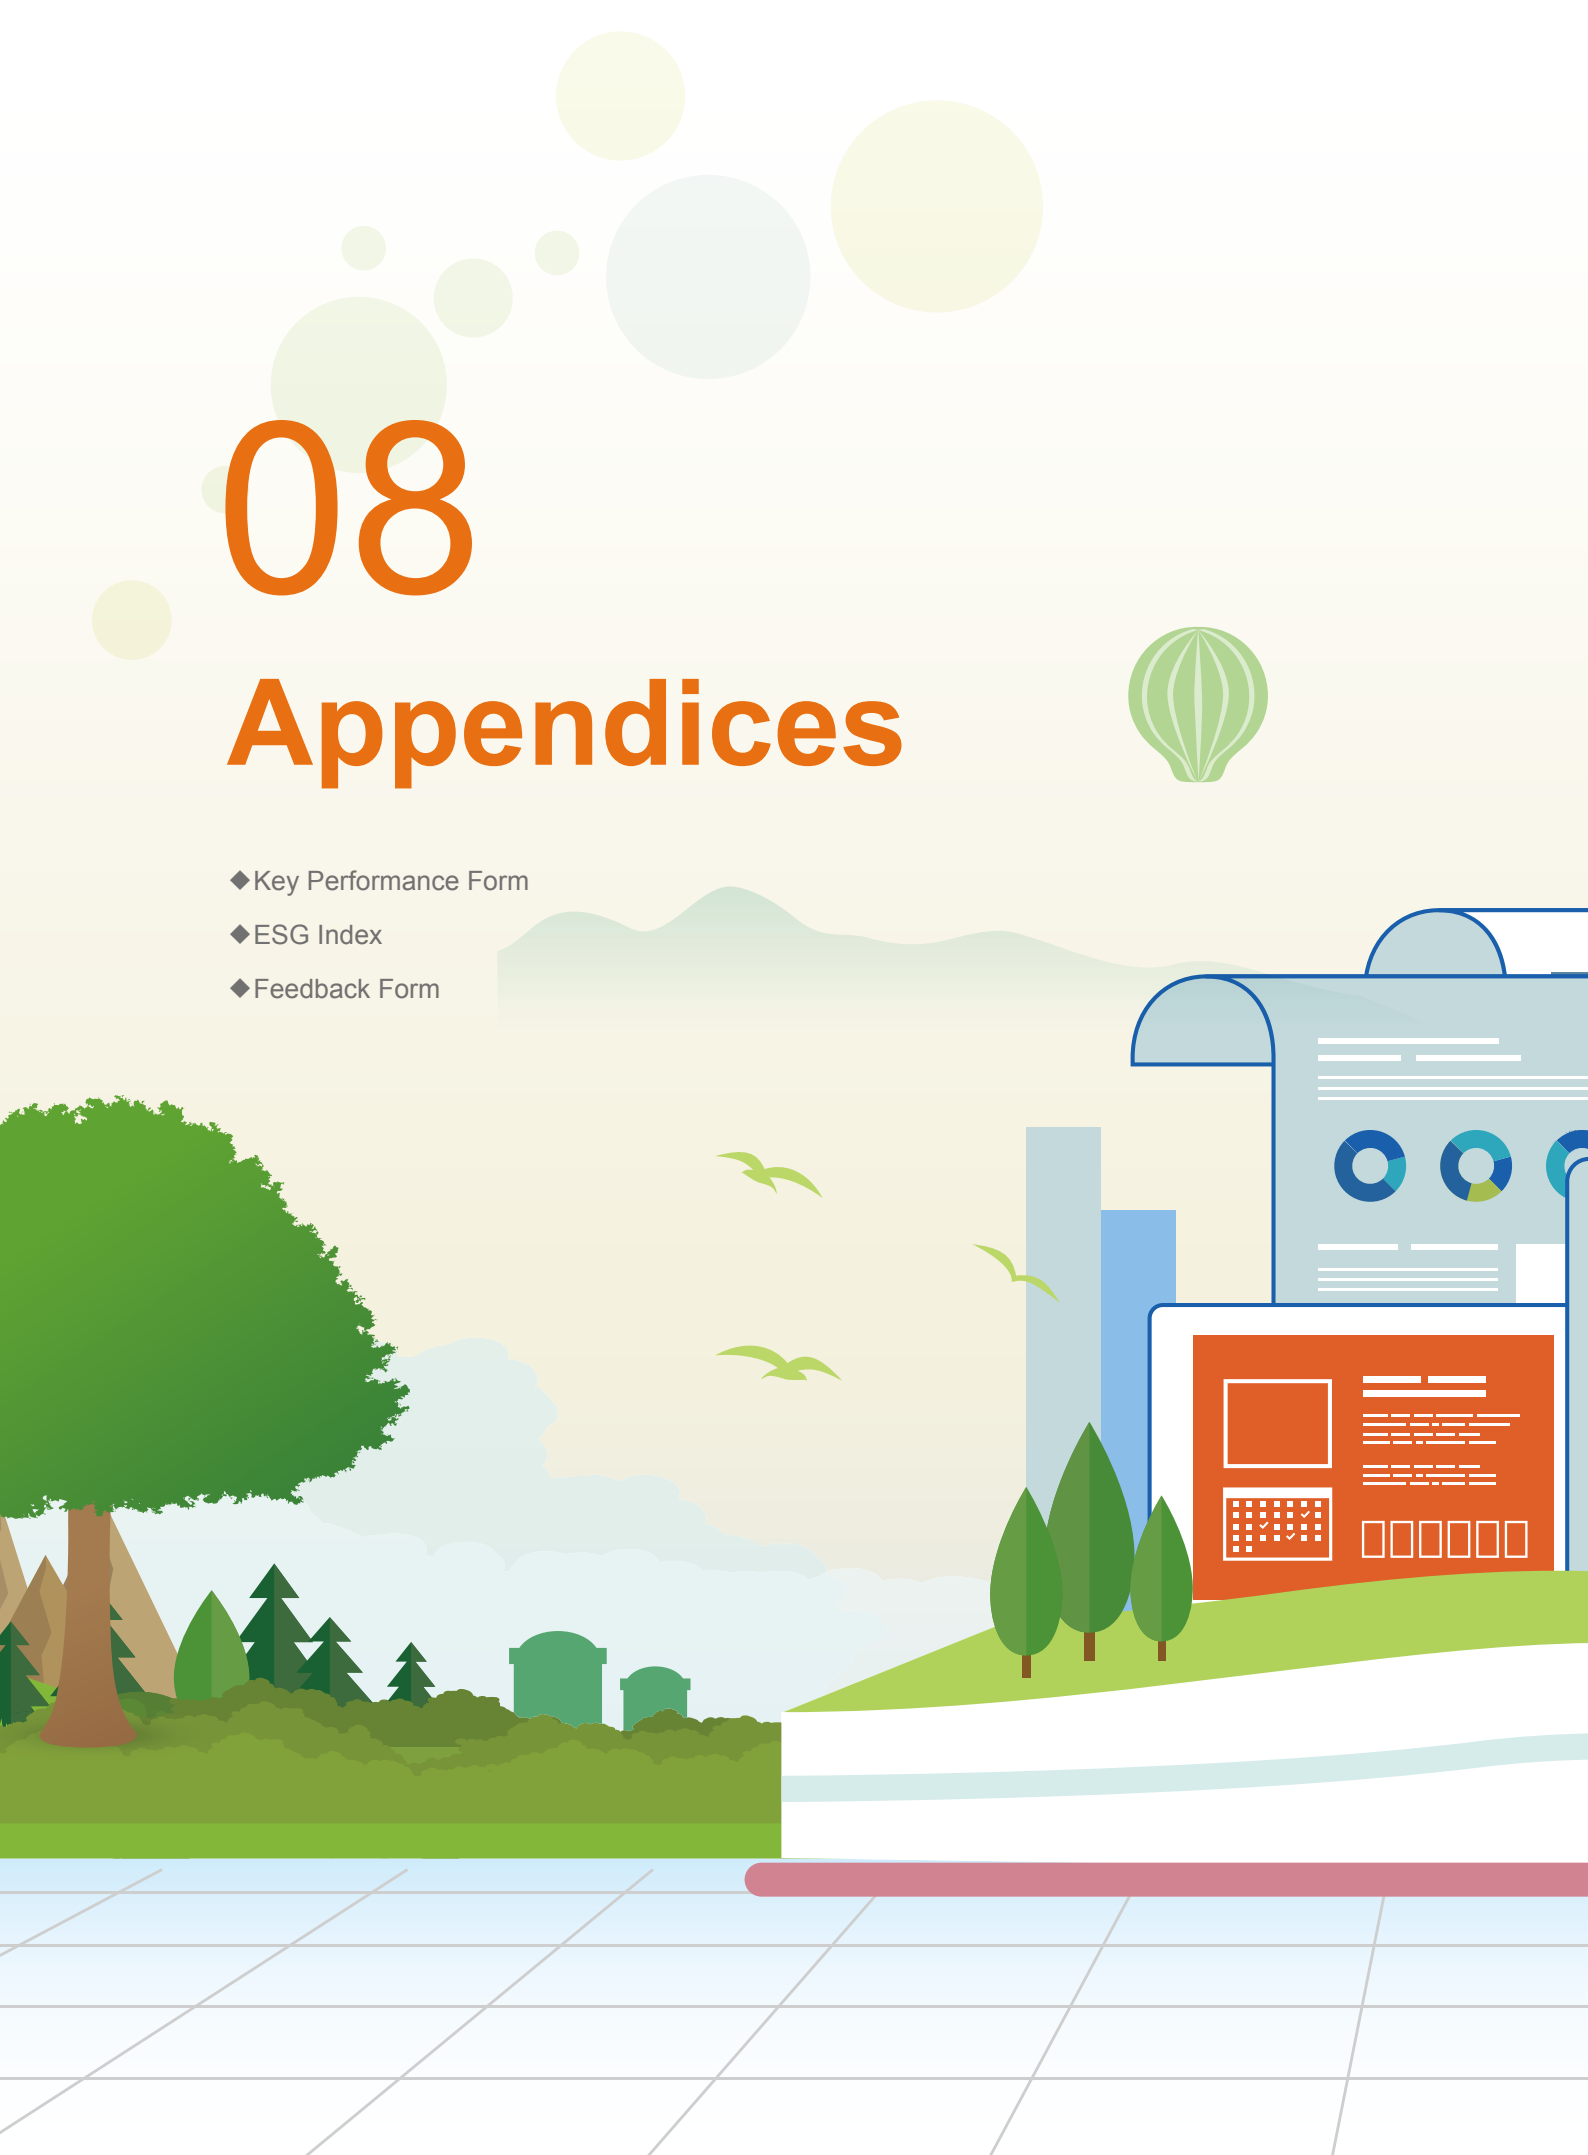 08
Appendices
◆Key Performance Form
◆ESG Index
◆Feedback Form